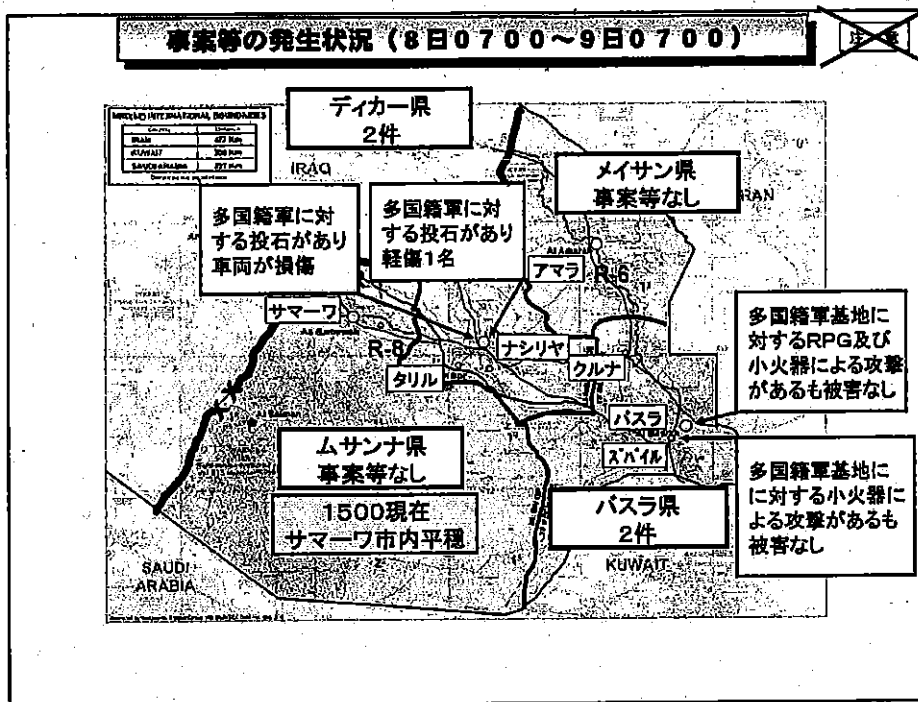 事案等の発生状況（８日０７００～９日０７００）
注意
ディカー県
２件
IRAQ
メイサン県
事案等なし
RAN
多国籍軍に対
する投石があり
車両が損傷
多国籍軍に対
する投石があり
軽傷１名
アマラ
R-6
サマーワ
R-8
ナシリヤ
クルナ
タリル
多国籍軍基地に
対するRPG及び
小火器による攻撃
があるも被害なし
バスラ
ズバイル
ムサンナ県
事案等なし
１５００現在
サマーワ市内平穏
バスラ県
２件
多国籍軍基地に
に対する小火器に
よる攻撃があるも
被害なし
SAUDI
ARABIA
KUWAIT